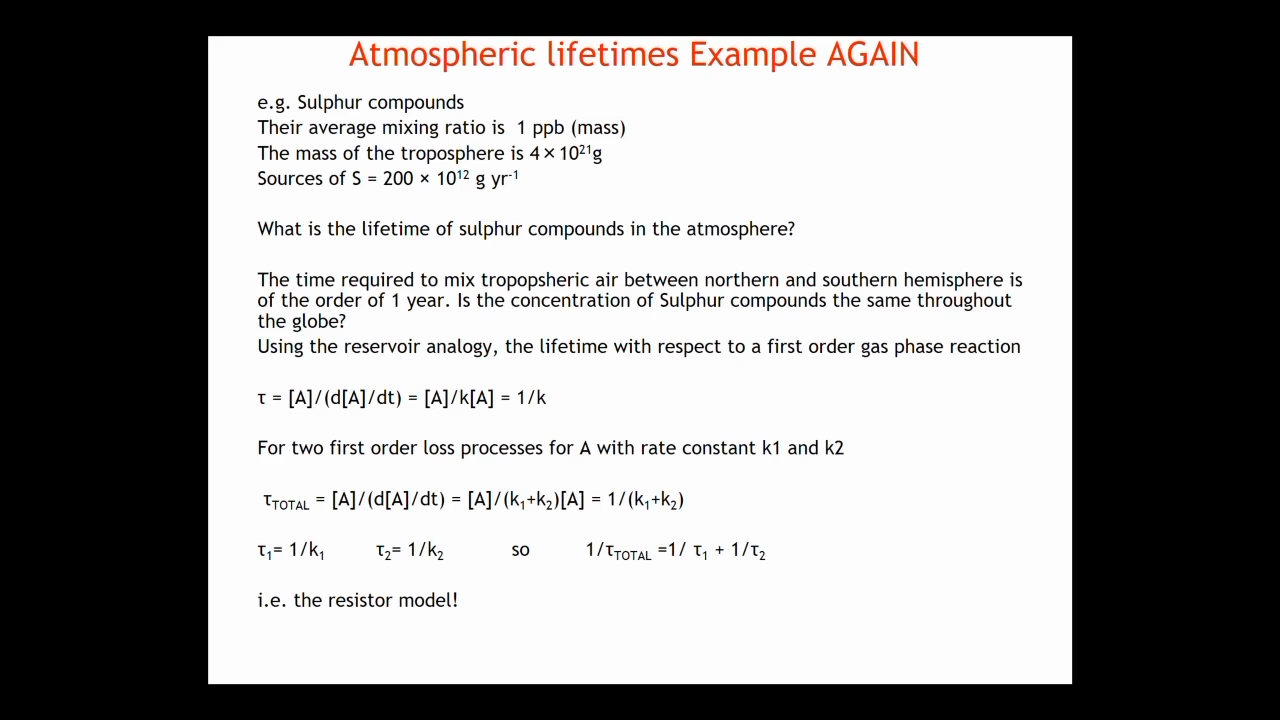 Atmospheric lifetimes Example AGAIN
e.g. Sulphur compounds
Their average mixing ratio is 1 ppb (mass)
The mass of the troposphere is 4 × 10²¹g
Sources of S = 200 × 10¹² g yr⁻¹
What is the lifetime of sulphur compounds in the atmosphere?
The time required to mix tropopsheric air between northern and southern hemisphere is
of the order of 1 year. Is the concentration of Sulphur compounds the same throughout
the globe?
Using the reservoir analogy, the lifetime with respect to a first order gas phase reaction
τ = [A]/(d[A]/dt) = [A]/k[A] = 1/k
For two first order loss processes for A with rate constant k1 and k2
τTOTAL = [A]/(d[A]/dt) = [A]/(k₁+k₂)[A] = 1/(k₁+k₂)
τ₁= 1/k₁ τ₂= 1/k₂ so 1/τTOTAL =1/ τ₁ + 1/τ₂
i.e. the resistor model!